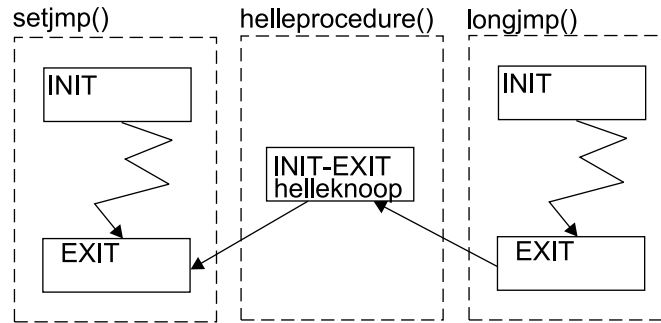 setjmp()
helleprocedure()
longjmp()
INIT
INIT
INIT-EXIT
helleknoop
EXIT
EXIT